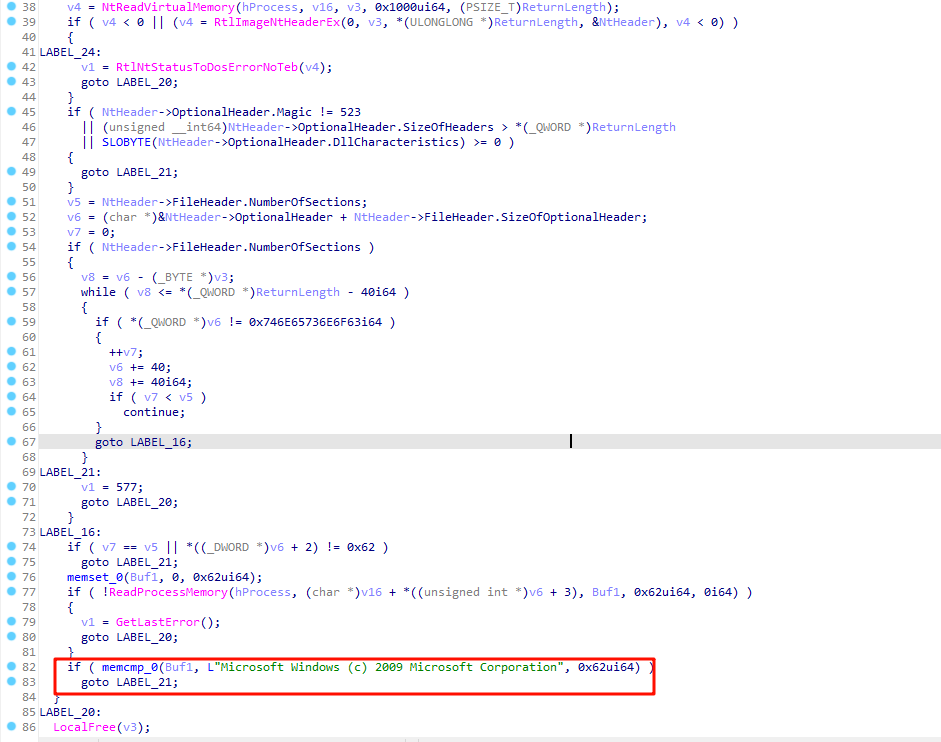 38 v4 = NtReadVirtualMemory(hProcess, v16, v3, 0x1000ui64, (PSIZE_T)ReturnLength);
39 if ( v4 < 0 || (v4 = RtlImageNtHeaderEx(0, v3, *(ULONGLONG *)ReturnLength, &NtHeader), v4 < 0) )
40 {
41 LABEL_24:
42 v1 = RtlNtStatusToDosErrorNoTeb(v4);
43 goto LABEL_20;
44 }
45 if ( NtHeader->OptionalHeader.Magic != 523
46 || (unsigned __int64)NtHeader->OptionalHeader.SizeOfHeaders > *(_QWORD *)ReturnLength
47 || SLOBYTE(NtHeader->OptionalHeader.DllCharacteristics) >= 0 )
48 {
49 goto LABEL_21;
50 }
51 v5 = NtHeader->FileHeader.NumberOfSections;
52 v6 = (char *)&NtHeader->OptionalHeader + NtHeader->FileHeader.SizeOfOptionalHeader;
53 v7 = 0;
54 if ( NtHeader->FileHeader.NumberOfSections )
55 {
56 v8 = v6 - (_BYTE *)v3;
57 while ( v8 <= *(_QWORD *)ReturnLength - 40i64 )
58 {
59 if ( *(_QWORD *)v6 != 0x746E65736E6F63i64 )
60 {
61 ++v7;
62 v6 += 40;
63 v8 += 40i64;
64 if ( v7 < v5 )
65 continue;
66 }
67 goto LABEL_16;
68 }
69 LABEL_21:
70 v1 = 577;
71 goto LABEL_20;
72 }
73 LABEL_16:
74 if ( v7 == v5 || *((_DWORD *)v6 + 2) != 0x62 )
75 goto LABEL_21;
76 memset_0(Buf1, 0, 0x62ui64);
77 if ( !ReadProcessMemory(hProcess, (char *)v16 + *((unsigned int *)v6 + 3), Buf1, 0x62ui64, 0i64) )
78 {
79 v1 = GetLastError();
80 goto LABEL_20;
81 }
82 if ( memcmp_0(Buf1, L"Microsoft Windows (c) 2009 Microsoft Corporation", 0x62ui64) )
83 goto LABEL_21;
84 }
85 LABEL_20:
86 LocalFree(v3);